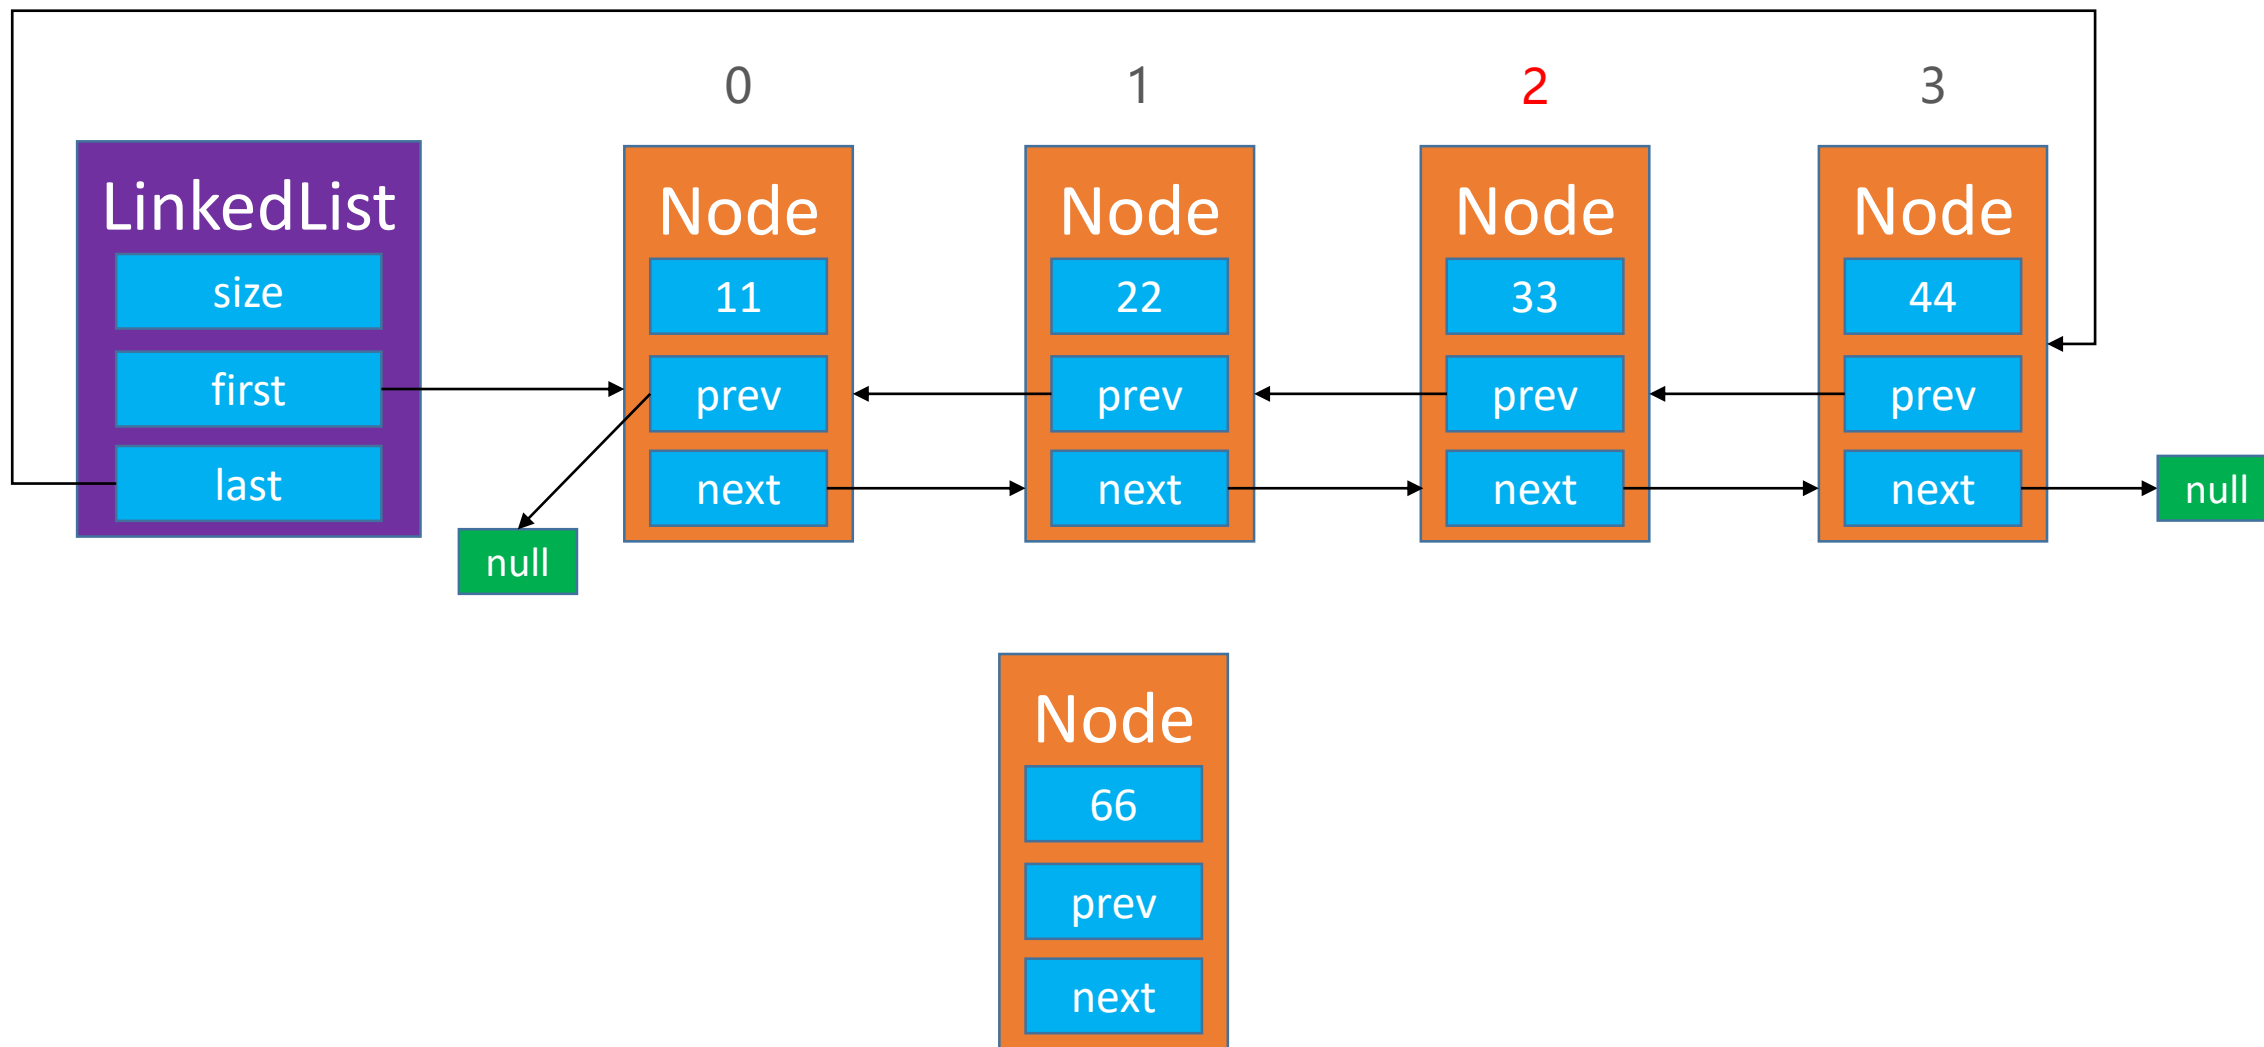 0
1
2
3
LinkedList
size
first
last
null
Node
11
prev
next
Node
22
prev
next
Node
33
prev
next
Node
44
prev
next
null
Node
66
prev
next